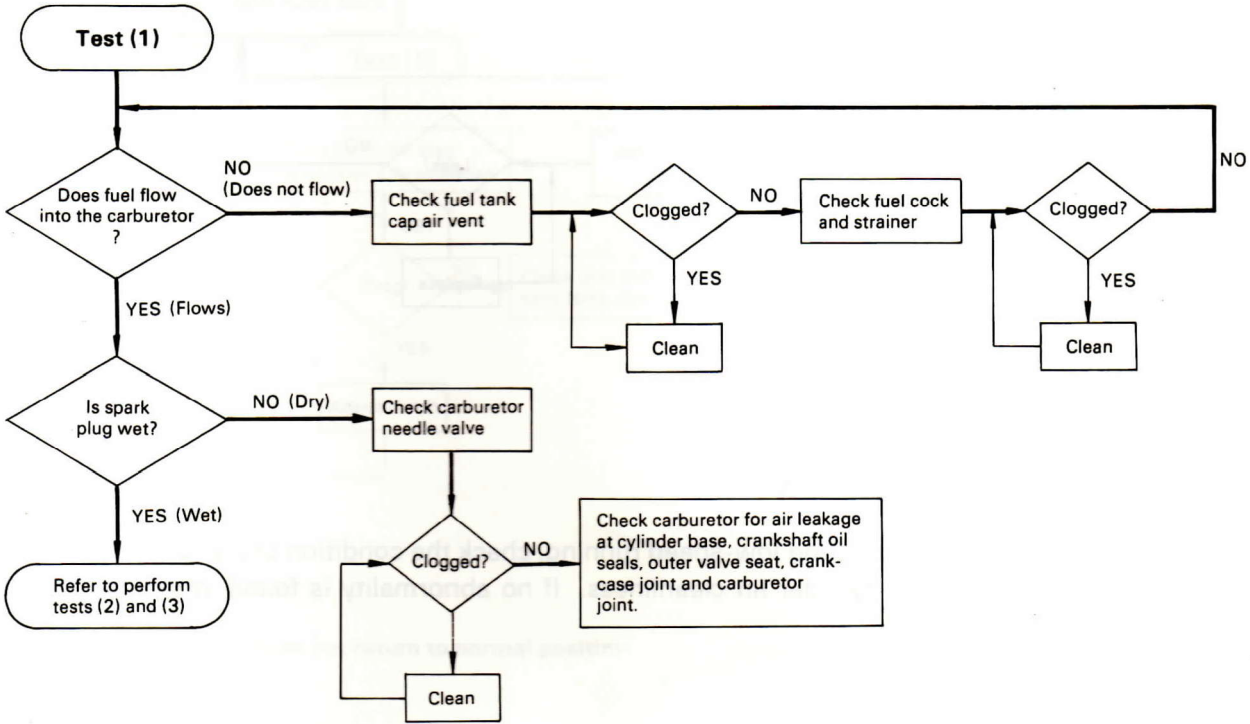 Test (1)
Does fuel flow
into the carburetor
?
NO
(Does not flow)
Check fuel tank
cap air vent
Clogged?
NO
YES
Clean
Check fuel cock
and strainer
Clogged?
NO
YES
Clean
YES (Flows)
Is spark
plug wet?
NO (Dry)
Check carburetor
needle valve
Clogged?
NO
Check carburetor for air leakage
at cylinder base, crankshaft oil
seals, outer valve seat, crank-
case joint and carburetor
joint.
Clean
YES (Wet)
Refer to perform
tests (2) and (3)